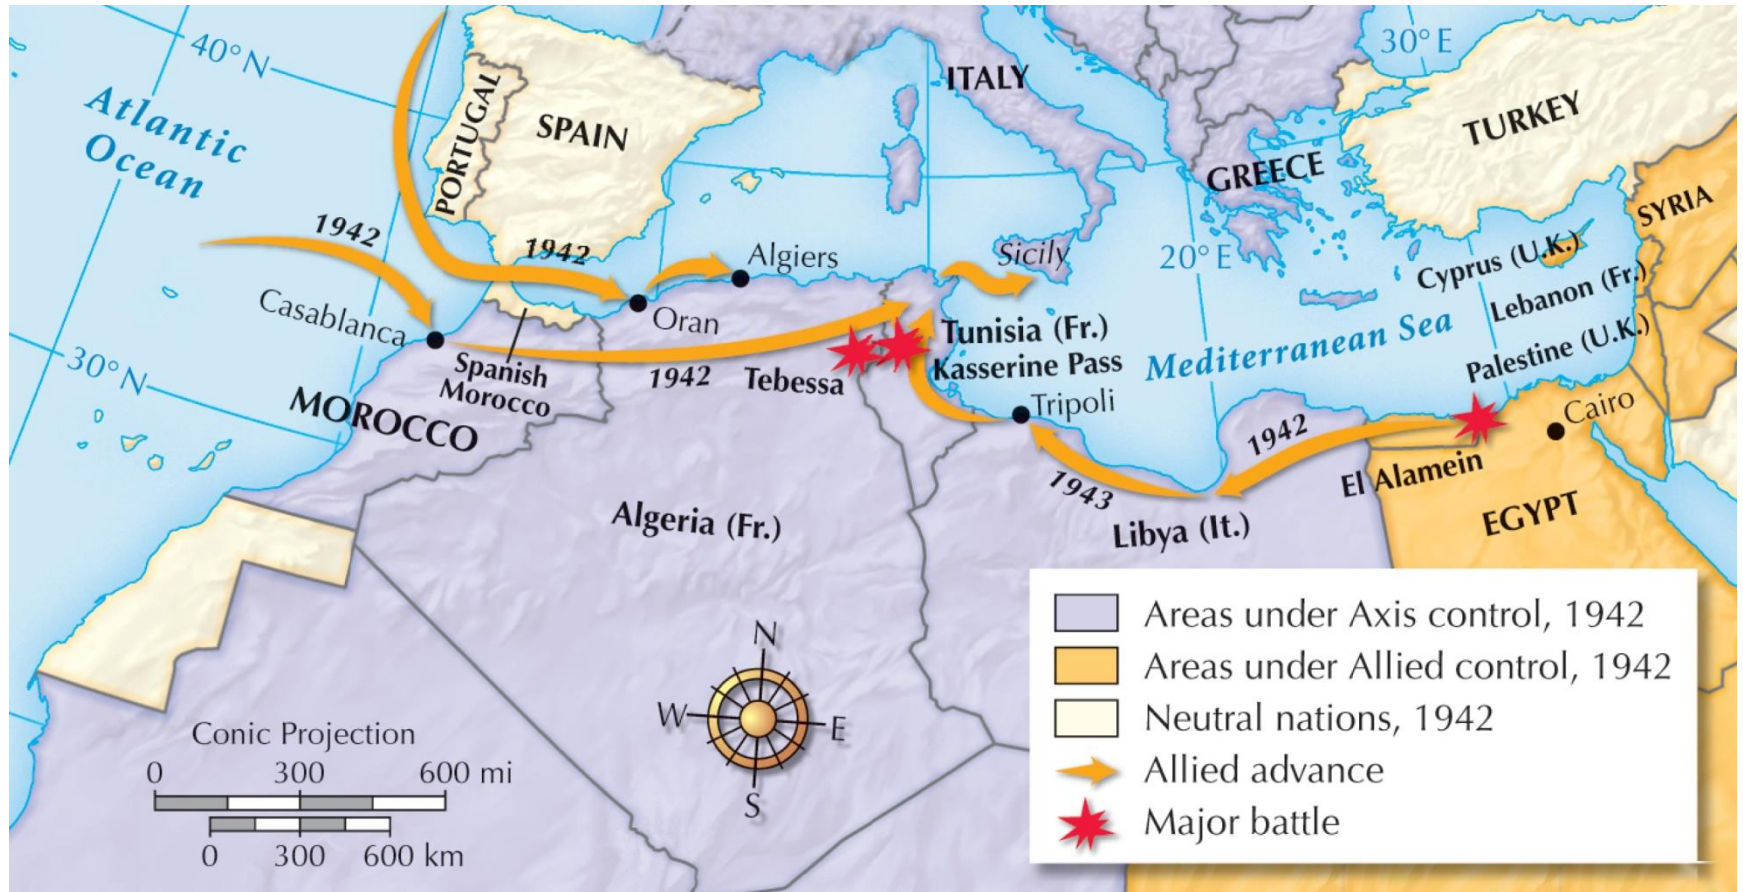 40° N
30° E
Atlantic
Ocean
PORTUGAL
SPAIN
ITALY
GREECE
TURKEY
SYRIA
1942
1942
Algiers
Sicily
20° E
Cyprus (U.K.)
Lebanon (Fr.)
Casablanca
Oran
Tunisia (Fr.)
Kasserine Pass
Mediterranean Sea
Palestine (U.K.)
30° N
Spanish
Morocco
1942
Tebessa
Tripoli
1942
Cairo
MOROCCO
1943
El Alamein
Algeria (Fr.)
Libya (It.)
EGYPT
N
W
E
S
Conic Projection
0 300 600 mi
0 300 600 km
Areas under Axis control, 1942
Areas under Allied control, 1942
Neutral nations, 1942
Allied advance
Major battle